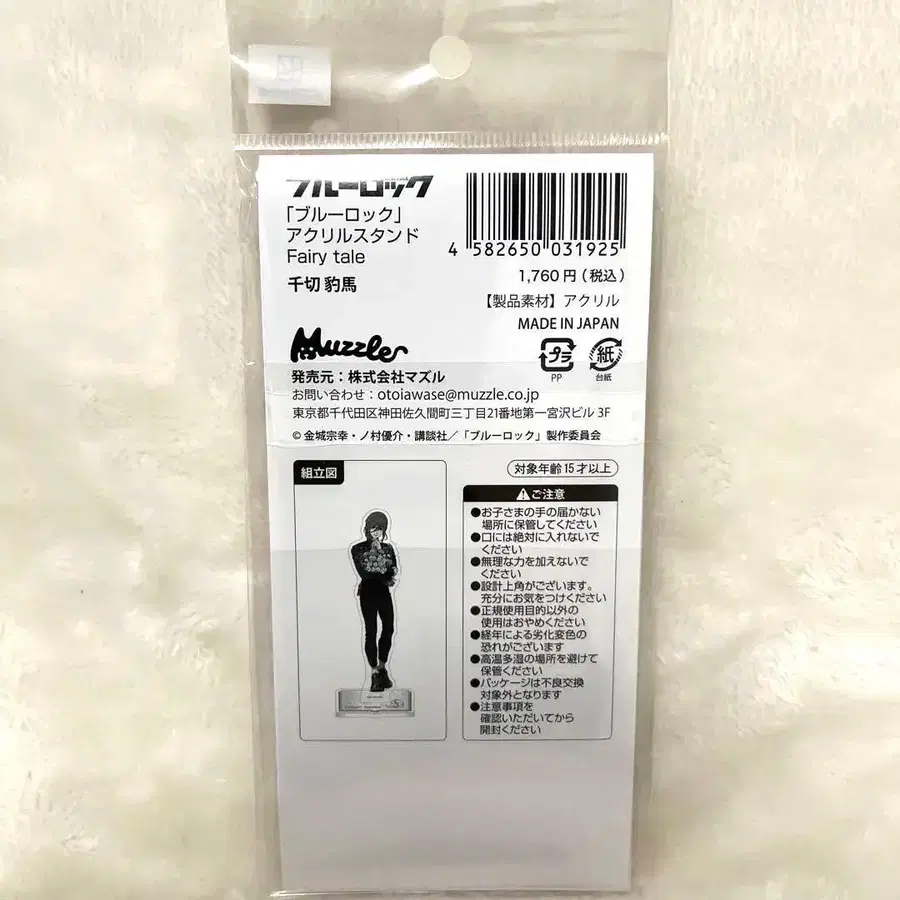 ブルーロック
「ブルーロック」
アクリルスタンド
Fairy tale
千切 豹馬
4 582650 031925
1,760円(税込)
【製品素材】アクリル
MADE IN JAPAN
Muzzle
プラ
PP
紙
台紙
発売元:株式会社マズル
お問い合わせ:otoiawase@muzzle.co.jp
東京都千代田区神田佐久間町三丁目21番地第一宮沢ビル 3F
© 金城宗幸・ノ村優介・講談社/「ブルーロック」製作委員会
組立図
対象年齢15才以上
ご注意
●お子さまの手の届かない
場所に保管してください
●口には絶対に入れないで
ください
●無理な力を加えないで
ください
●設計上角がございます。
充分にお気をつけください
●正規使用目的以外の
使用はおやめください
●経年による劣化変色の
恐れがございます
●高温多湿の場所を避けて
保管ください
●パッケージは不良交換
対象外となります
●注意事項を
確認いただいてから
開封ください